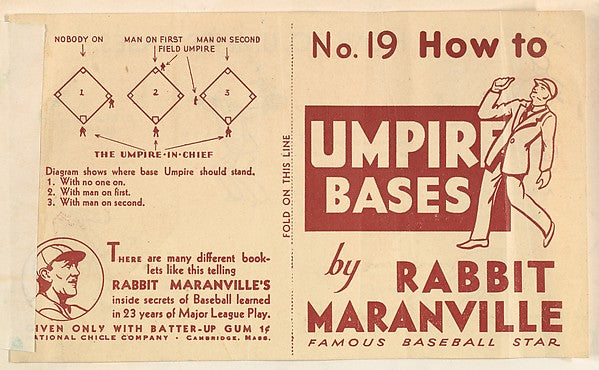 NOBODY ON
MAN ON FIRST
MAN ON SECOND
FIELD UMPIRE
1
2
3
THE UMPIRE-IN-CHIEF
Diagram shows where base Umpire should stand.
1. With no one on.
2. With man on first.
3. With man on second.
THERE are many different book-
lets like this telling
RABBIT MARANVILLE'S
inside secrets of Baseball learned
in 23 years of Major League Play.
IVEN ONLY WITH BATTER-UP GUM 1¢
ATIONAL CHICLE COMPANY · CAMBRIDGE, MASS.
FOLD ON THIS LINE
No. 19 How to
UMPIRE
BASES
by RABBIT
MARANVILLE
FAMOUS BASEBALL STAR